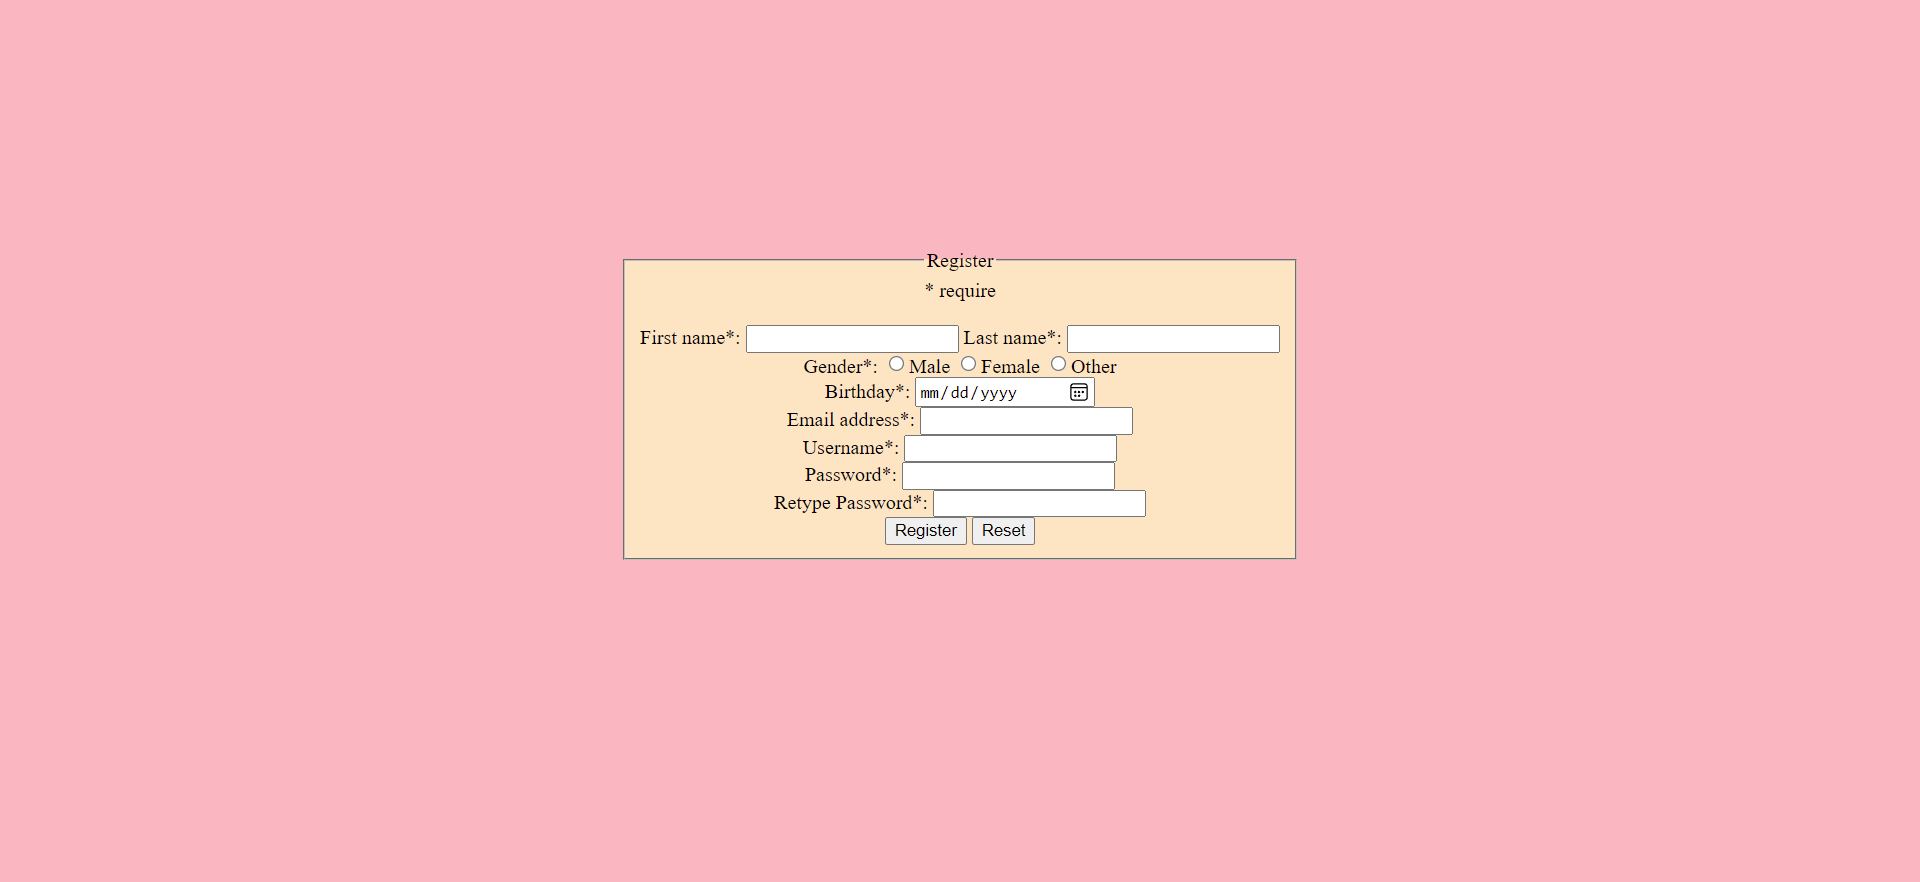 Register
* require
First name*: Last name*:
Gender*: Male Female Other
Birthday*: mm/dd/yyyy
Email address*:
Username*:
Password*:
Retype Password*:
Register Reset